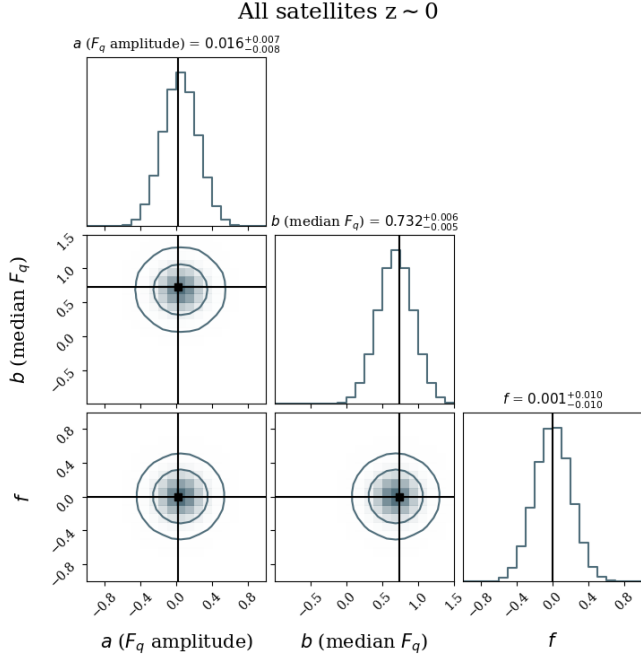 All satellites z ∼ 0
a (F_q amplitude) = 0.016^{+0.007}_{-0.008}
b (median F_q) = 0.732^{+0.006}_{-0.005}
1.5
1.0
0.5
0.0
−0.5
b (median F_q)
f = 0.001^{+0.010}_{-0.010}
0.8
0.4
0.0
−0.4
−0.8
f
−0.8 −0.4 0.0 0.4 0.8
−0.5 0.0 0.5 1.0 1.5
−0.8 −0.4 0.0 0.4 0.8
a (F_q amplitude)
b (median F_q)
f